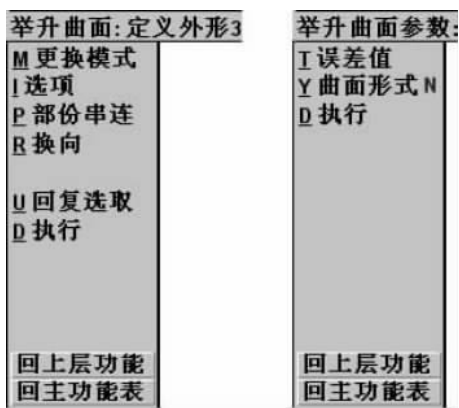 举升曲面:定义外形3
M 更换模式
I 选项
P 部份串连
R 换向
U 回复选取
D 执行
回上层功能
回主功能表
举升曲面参数:
T 误差值
Y 曲面形式 N
D 执行
回上层功能
回主功能表